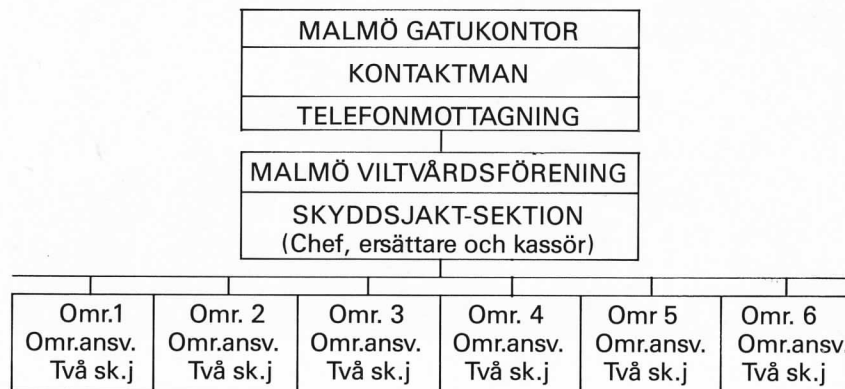 MALMÖ GATUKONTOR
KONTAKTMAN
TELEFONMOTTAGNING
MALMÖ VILTVÅRDSFÖRENING
SKYDDSJAKT-SEKTION
(Chef, ersättare och kassör)
Omr.1
Omr.ansv.
Två sk.j
Omr. 2
Omr.ansv.
Två sk.j
Omr. 3
Omr.ansv.
Två sk.j
Omr. 4
Omr.ansv.
Två sk.j
Omr 5
Omr.ansv.
Två sk.j
Omr. 6
Omr.ansv.
Två sk.j